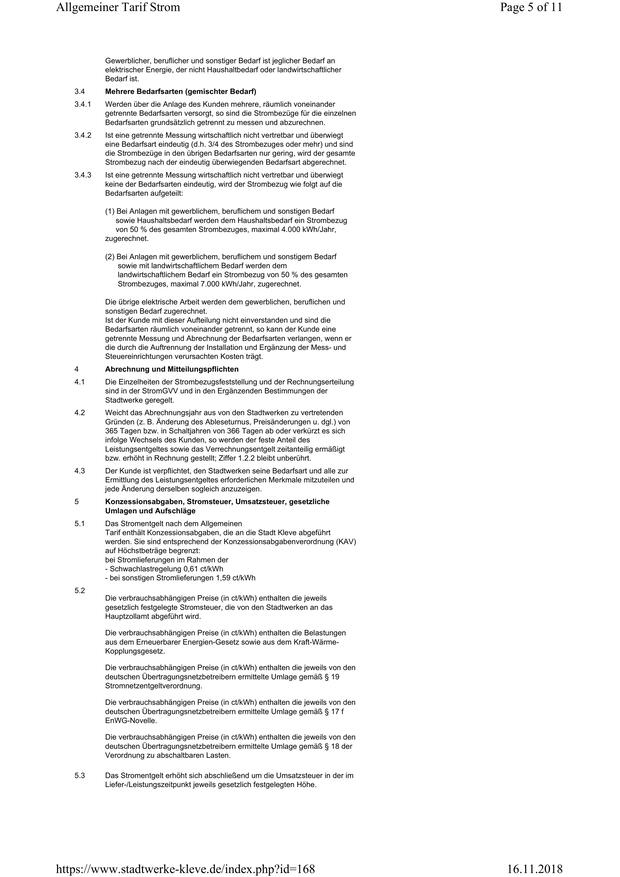 Allgemeiner Tarif Strom
Page 5 of 11
Gewerblicher, beruflicher und sonstiger Bedarf ist jeglicher Bedarf an
elektrischer Energie, der nicht Haushaltbedarf oder landwirtschaftlicher
Bedarf ist.
3.4 Mehrere Bedarfsarten (gemischter Bedarf)
3.4.1 Werden über die Anlage des Kunden mehrere, räumlich voneinander
getrennte Bedarfsarten versorgt, so sind die Strombezüge für die einzelnen
Bedarfsarten grundsätzlich getrennt zu messen und abzurechnen.
3.4.2 Ist eine getrennte Messung wirtschaftlich nicht vertretbar und überwiegt
eine Bedarfsart eindeutig (d.h. 3/4 des Strombezuges oder mehr) und sind
die Strombezüge in den übrigen Bedarfsarten nur gering, wird der gesamte
Strombezug nach der eindeutig überwiegenden Bedarfsart abgerechnet.
3.4.3 Ist eine getrennte Messung wirtschaftlich nicht vertretbar und überwiegt
keine der Bedarfsarten eindeutig, wird der Strombezug wie folgt auf die
Bedarfsarten aufgeteilt:
(1) Bei Anlagen mit gewerblichem, beruflichem und sonstigen Bedarf
sowie Haushaltsbedarf werden dem Haushaltsbedarf ein Strombezug
von 50 % des gesamten Strombezuges, maximal 4.000 kWh/Jahr,
zugerechnet.
(2) Bei Anlagen mit gewerblichem, beruflichem und sonstigem Bedarf
sowie mit landwirtschaftlichem Bedarf werden dem
landwirtschaftlichem Bedarf ein Strombezug von 50 % des gesamten
Strombezuges, maximal 7.000 kWh/Jahr, zugerechnet.
Die übrige elektrische Arbeit werden dem gewerblichen, beruflichen und
sonstigen Bedarf zugerechnet.
Ist der Kunde mit dieser Aufteilung nicht einverstanden und sind die
Bedarfsarten räumlich voneinander getrennt, so kann der Kunde eine
getrennte Messung und Abrechnung der Bedarfsarten verlangen, wenn er
die durch die Auftrennung der Installation und Ergänzung der Mess- und
Steuereinrichtungen verursachten Kosten trägt.
4 Abrechnung und Mitteilungspflichten
4.1 Die Einzelheiten der Strombezugsfeststellung und der Rechnungserteilung
sind in der StromGVV und in den Ergänzenden Bestimmungen der
Stadtwerke geregelt.
4.2 Weicht das Abrechnungsjahr aus von den Stadtwerken zu vertretenden
Gründen (z. B. Änderung des Ableseturnus, Preisänderungen u. dgl.) von
365 Tagen bzw. in Schaltjahren von 366 Tagen ab oder verkürzt es sich
infolge Wechsels des Kunden, so werden der feste Anteil des
Leistungsentgeltes sowie das Verrechnungsentgelt zeitanteilig ermäßigt
bzw. erhöht in Rechnung gestellt; Ziffer 1.2.2 bleibt unberührt.
4.3 Der Kunde ist verpflichtet, den Stadtwerken seine Bedarfsart und alle zur
Ermittlung des Leistungsentgeltes erforderlichen Merkmale mitzuteilen und
jede Änderung derselben sogleich anzuzeigen.
5 Konzessionsabgaben, Stromsteuer, Umsatzsteuer, gesetzliche
Umlagen und Aufschläge
5.1 Das Stromentgelt nach dem Allgemeinen
Tarif enthält Konzessionsabgaben, die an die Stadt Kleve abgeführt
werden. Sie sind entsprechend der Konzessionsabgabenverordnung (KAV)
auf Höchstbeträge begrenzt:
bei Stromlieferungen im Rahmen der
- Schwachlastregelung 0,61 ct/kWh
- bei sonstigen Stromlieferungen 1,59 ct/kWh
5.2
Die verbrauchsabhängigen Preise (in ct/kWh) enthalten die jeweils
gesetzlich festgelegte Stromsteuer, die von den Stadtwerken an das
Hauptzollamt abgeführt wird.
Die verbrauchsabhängigen Preise (in ct/kWh) enthalten die Belastungen
aus dem Erneuerbarer Energien-Gesetz sowie aus dem Kraft-Wärme-
Kopplungsgesetz.
Die verbrauchsabhängigen Preise (in ct/kWh) enthalten die jeweils von den
deutschen Übertragungsnetzbetreibern ermittelte Umlage gemäß § 19
Stromnetzentgeltverordnung.
Die verbrauchsabhängigen Preise (in ct/kWh) enthalten die jeweils von den
deutschen Übertragungsnetzbetreibern ermittelte Umlage gemäß § 17 f
EnWG-Novelle.
Die verbrauchsabhängigen Preise (in ct/kWh) enthalten die jeweils von den
deutschen Übertragungsnetzbetreibern ermittelte Umlage gemäß § 18 der
Verordnung zu abschaltbaren Lasten.
5.3 Das Stromentgelt erhöht sich abschließend um die Umsatzsteuer in der im
Liefer-/Leistungszeitpunkt jeweils gesetzlich festgelegten Höhe.
https://www.stadtwerke-kleve.de/index.php?id=168
16.11.2018